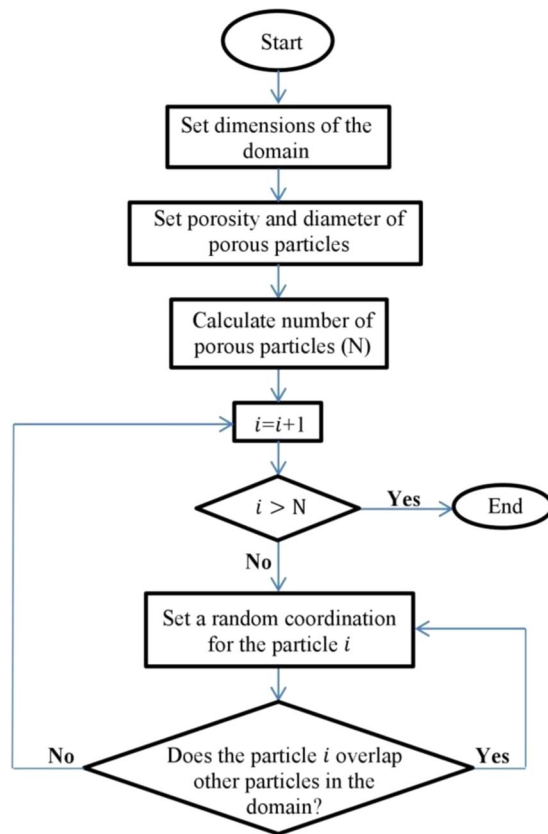 Start
Set dimensions of the
domain
Set porosity and diameter of
porous particles
Calculate number of
porous particles (N)
i=i+1
i > N
Yes
End
No
Set a random coordination
for the particle i
Does the particle i overlap
other particles in the
domain?
No
Yes